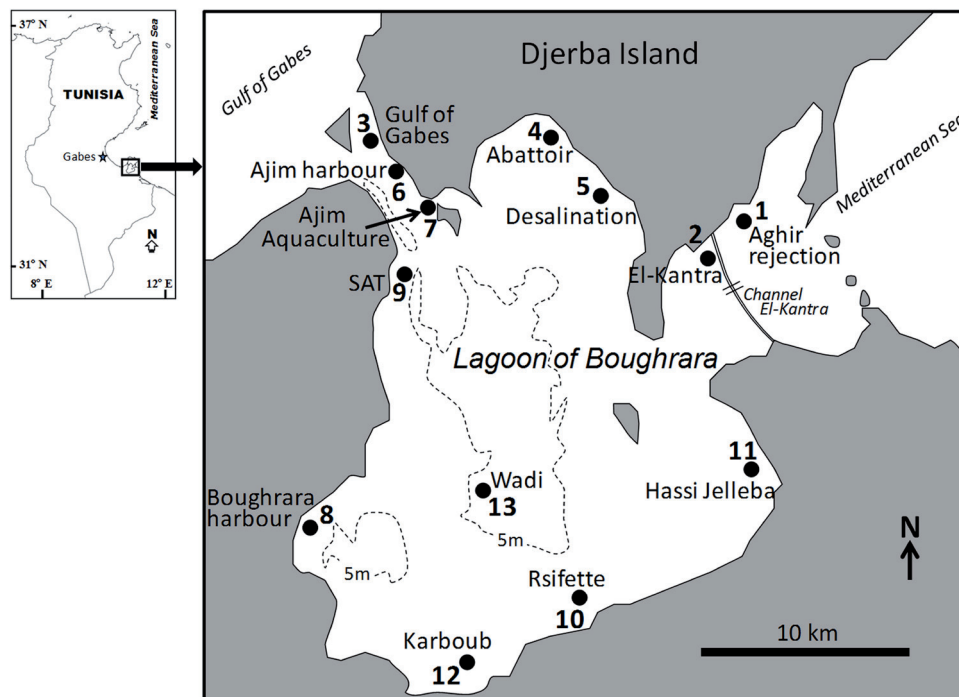 37° N
TUNISIA
Mediterranean Sea
Gabes
N
31° N
8° E
12° E
Gulf of Gabes
Djerba Island
Mediterranean Sea
3
Gulf of
Gabes
4
Abattoir
Ajim harbour
6
5
Desalination
Ajim
Aquaculture
7
1
Aghir
rejection
2
El-Kantra
SAT
9
Channel
El-Kantra
Lagoon of Boughrara
11
Hassi Jelleba
Wadi
13
Boughrara
harbour
8
5m
5m
N
Rsifette
10
Karboub
12
10 km